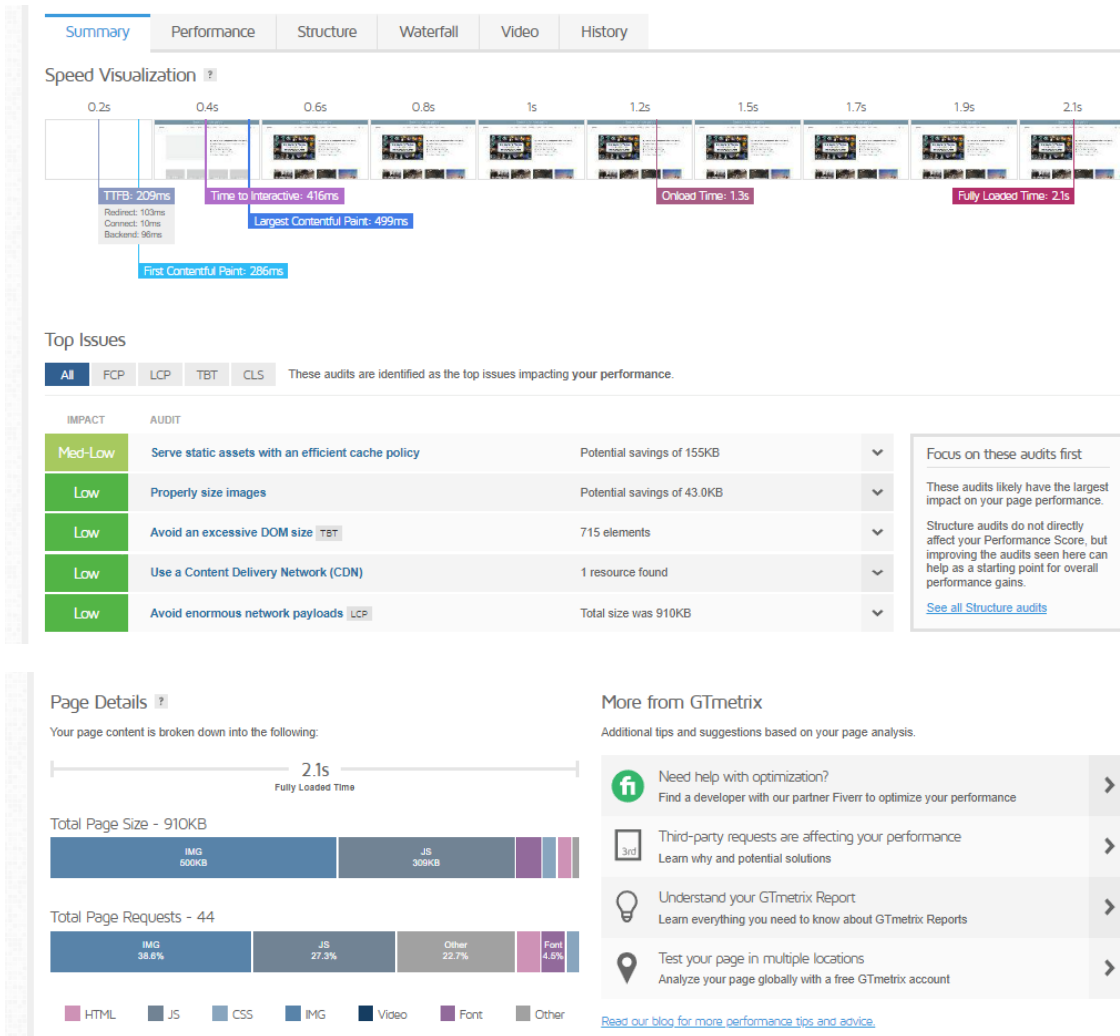 Summary Performance Structure Waterfall Video History
Speed Visualization ?
0.2s 0.4s 0.6s 0.8s 1s 1.2s 1.5s 1.7s 1.9s 2.1s
TTFB: 209ms
Redirect: 103ms
Connect: 10ms
Backend: 96ms
Time to Interactive: 416ms
Onload Time: 1.3s
Fully Loaded Time: 2.1s
Largest Contentful Paint: 499ms
First Contentful Paint: 286ms
Top Issues
All FCP LCP TBT CLS These audits are identified as the top issues impacting your performance.
IMPACT AUDIT
Med-Low Serve static assets with an efficient cache policy Potential savings of 155KB
Low Properly size images Potential savings of 43.0KB
Low Avoid an excessive DOM size TBT 715 elements
Low Use a Content Delivery Network (CDN) 1 resource found
Low Avoid enormous network payloads LCP Total size was 910KB
Focus on these audits first
These audits likely have the largest
impact on your page performance.
Structure audits do not directly
affect your Performance Score, but
improving the audits seen here can
help as a starting point for overall
performance gains.
See all Structure audits
Page Details ?
Your page content is broken down into the following:
2.1s
Fully Loaded Time
Total Page Size - 910KB
IMG JS
500KB 309KB
Total Page Requests - 44
IMG JS Other Font
38.6% 27.3% 22.7% 4.5%
HTML JS CSS IMG Video Font Other
More from GTmetrix
Additional tips and suggestions based on your page analysis.
fi
Need help with optimization?
Find a developer with our partner Fiverr to optimize your performance
3rd
Third-party requests are affecting your performance
Learn why and potential solutions
Understand your GTmetrix Report
Learn everything you need to know about GTmetrix Reports
Test your page in multiple locations
Analyze your page globally with a free GTmetrix account
Read our blog for more performance tips and advice.